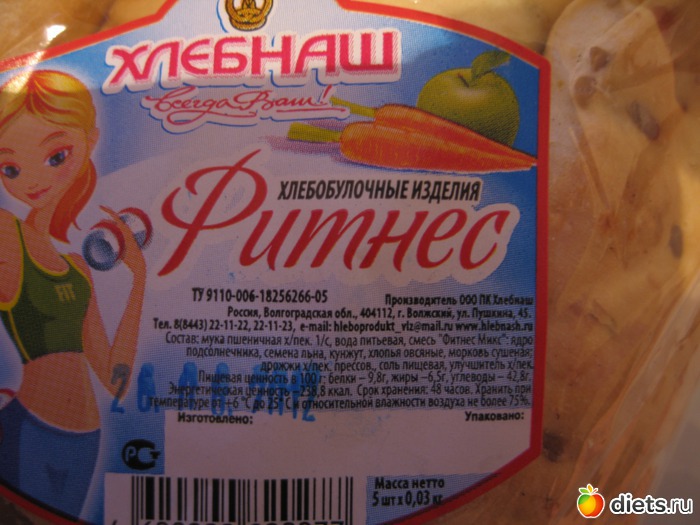 ХЛЕБНАШ
Всегда Ваш!
ХЛЕБОБУЛОЧНЫЕ ИЗДЕЛИЯ
Фитнес
FIT
ТУ 9110-006-18256266-05 Производитель ООО ПК Хлебнаш
Россия, Волгоградская обл., 404112, г. Волжский, ул. Пушкина, 45.
Тел. 8(8443) 22-11-22, 22-11-23, e-mail: hleboprodukt_vlz@mail.ru www.hlebnash.ru
Состав: мука пшеничная х/пек. 1/с, вода питьевая, смесь "Фитнес Микс": ядро
подсолнечника, семена льна, кунжут, хлопья овсяные, морковь сушеная;
дрожжи х/пек. прессов., соль пищевая, улучшитель х/пек.
Пищевая ценность в 100 г: белки – 9,8г, жиры –6,5г, углеводы – 42,8г.
Энергетическая ценность –258,8 ккал. Срок хранения: 48 часов. Хранить при
температуре от +6 °С до 25° С и относительной влажности воздуха не более 75%.
Изготовлено: Упаковано:
РС
Масса нетто
5 шт х 0,03 кг
diets.ru